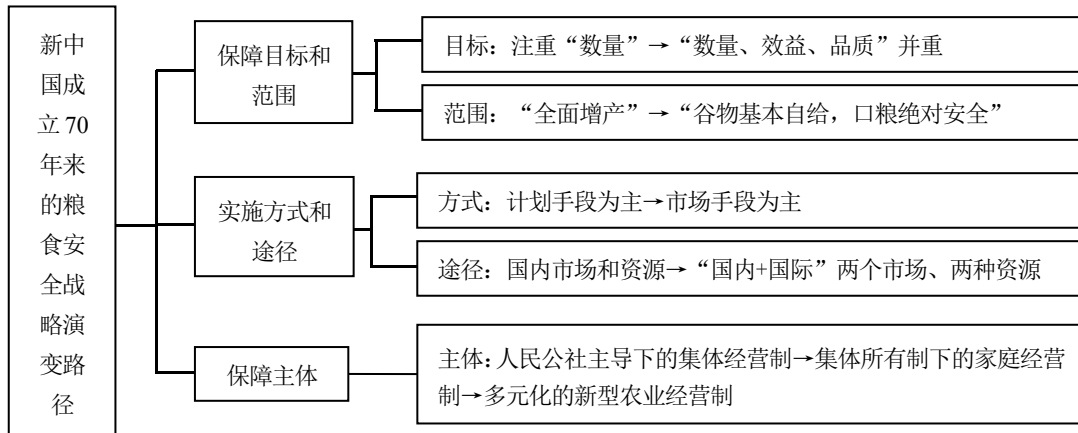 新中
国成
立 70
年来
的粮
食安
全战
略演
变路
径
保障目标和
范围
目标：注重“数量”→“数量、效益、品质”并重
范围：“全面增产”→“谷物基本自给，口粮绝对安全”
实施方式和
途径
方式：计划手段为主→市场手段为主
途径：国内市场和资源→“国内+国际”两个市场、两种资源
保障主体
主体：人民公社主导下的集体经营制→集体所有制下的家庭经营
制→多元化的新型农业经营制